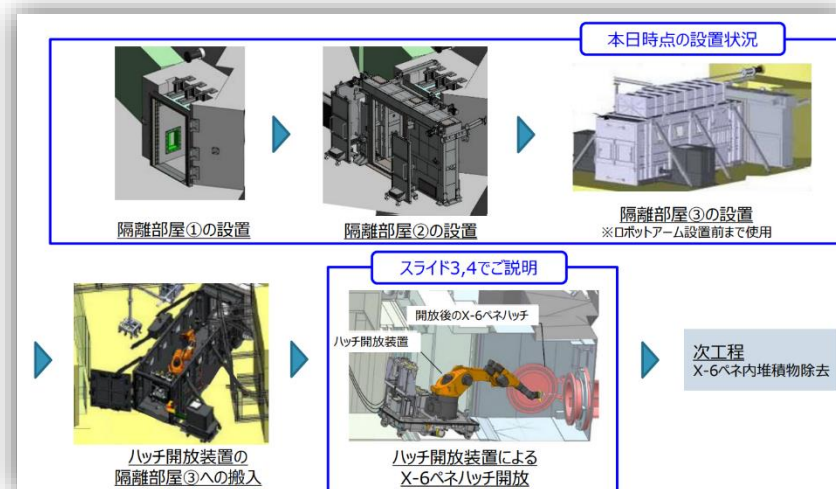 本日時点の設置状況
隔離部屋①の設置
隔離部屋②の設置
隔離部屋③の設置
※ロボットアーム設置前まで使用
スライド3,4でご説明
開放後のX-6ペネハッチ
ハッチ開放装置
ハッチ開放装置の
隔離部屋③への搬入
ハッチ開放装置による
X-6ペネハッチ開放
次工程
X-6ペネ内堆積物除去